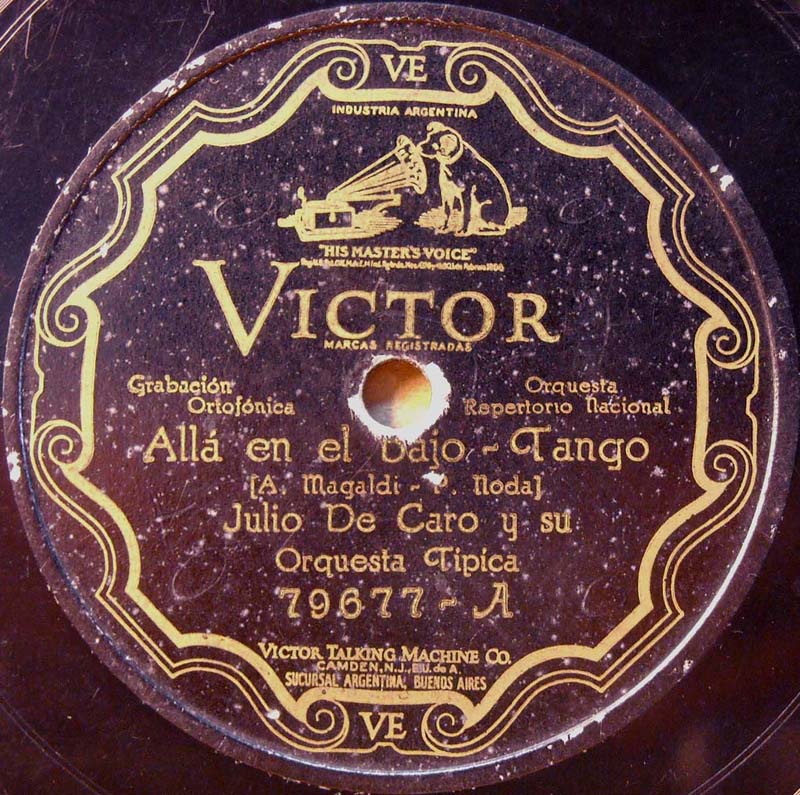 VE
INDUSTRIA ARGENTINA
"HIS MASTER'S VOICE"
VICTOR
MARCAS REGISTRADAS
Grabación
Ortofónica
Orquesta
Repertorio Nacional
Allá en el Bajo - Tango
[A. Magaldi - P. Noda]
Julio De Caro y su
Orquesta Tipica
79677 - A
VICTOR TALKING MACHINE CO.
CAMDEN, N.J., E.U. de A.
SUCURSAL ARGENTINA, BUENOS AIRES
VE